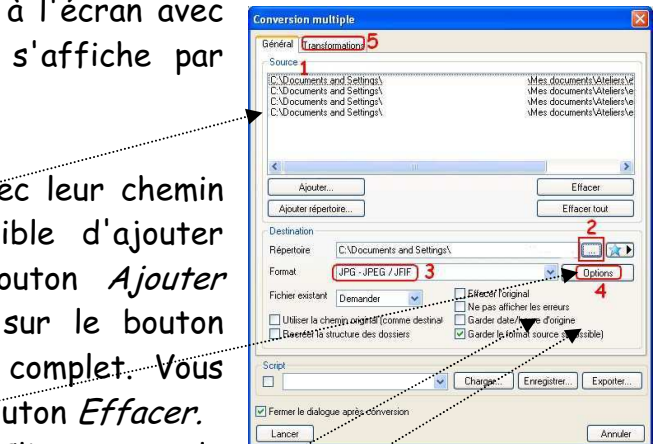 à l'écran avec
s'affiche par
ec leur chemin
ible d'ajouter
outon Ajouter
sur le bouton
complet. Vous
uton Effacer.
Conversion multiple
Général Transformations 5
Source
1
C:\Documents and Settings\ \Mes documents\Ateliers\e
C:\Documents and Settings\ \Mes documents\Ateliers\e
C:\Documents and Settings\ \Mes documents\Ateliers\e
C:\Documents and Settings\ \Mes documents\Ateliers\e
Ajouter... Effacer
Ajouter répertoire... Effacer tout
Destination
2
Répertoire C:\Documents and Settings\ ...
Format JPG - JPEG / JFIF 3 Options
4
Fichier existant Demander
Effacer l'original
Ne pas afficher les erreurs
Utiliser la chemin original (comme destinat Garder date/heure d'origine
Recréer la structure des dossiers Garder le format source si possible)
Script
Charger... Enregistrer... Exporter...
Fermer le dialogue après conversion
Lancer Annuler